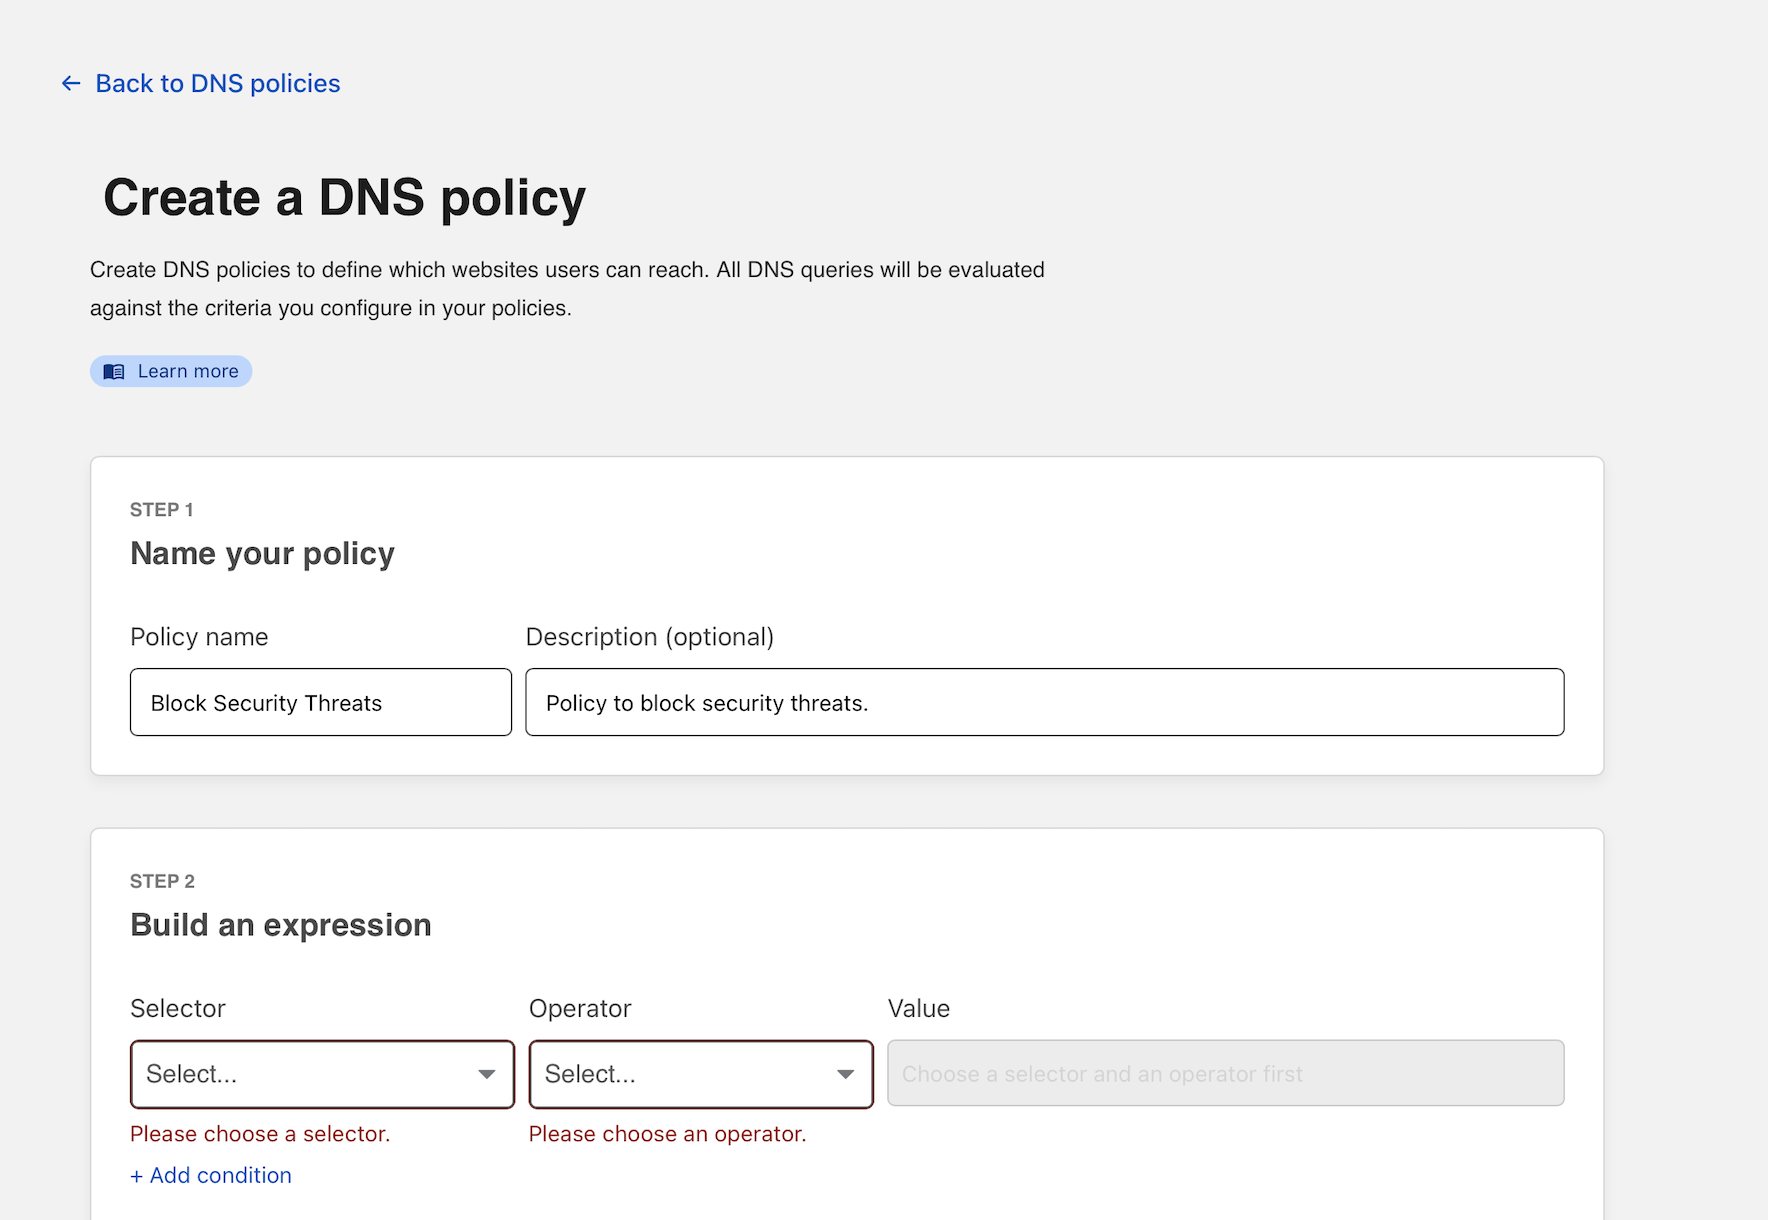 ← Back to DNS policies
Create a DNS policy
Create DNS policies to define which websites users can reach. All DNS queries will be evaluated
against the criteria you configure in your policies.
Learn more
STEP 1
Name your policy
Policy name Description (optional)
Block Security Threats Policy to block security threats.
STEP 2
Build an expression
Selector Operator Value
Select... Select... Choose a selector and an operator first
Please choose a selector. Please choose an operator.
+ Add condition